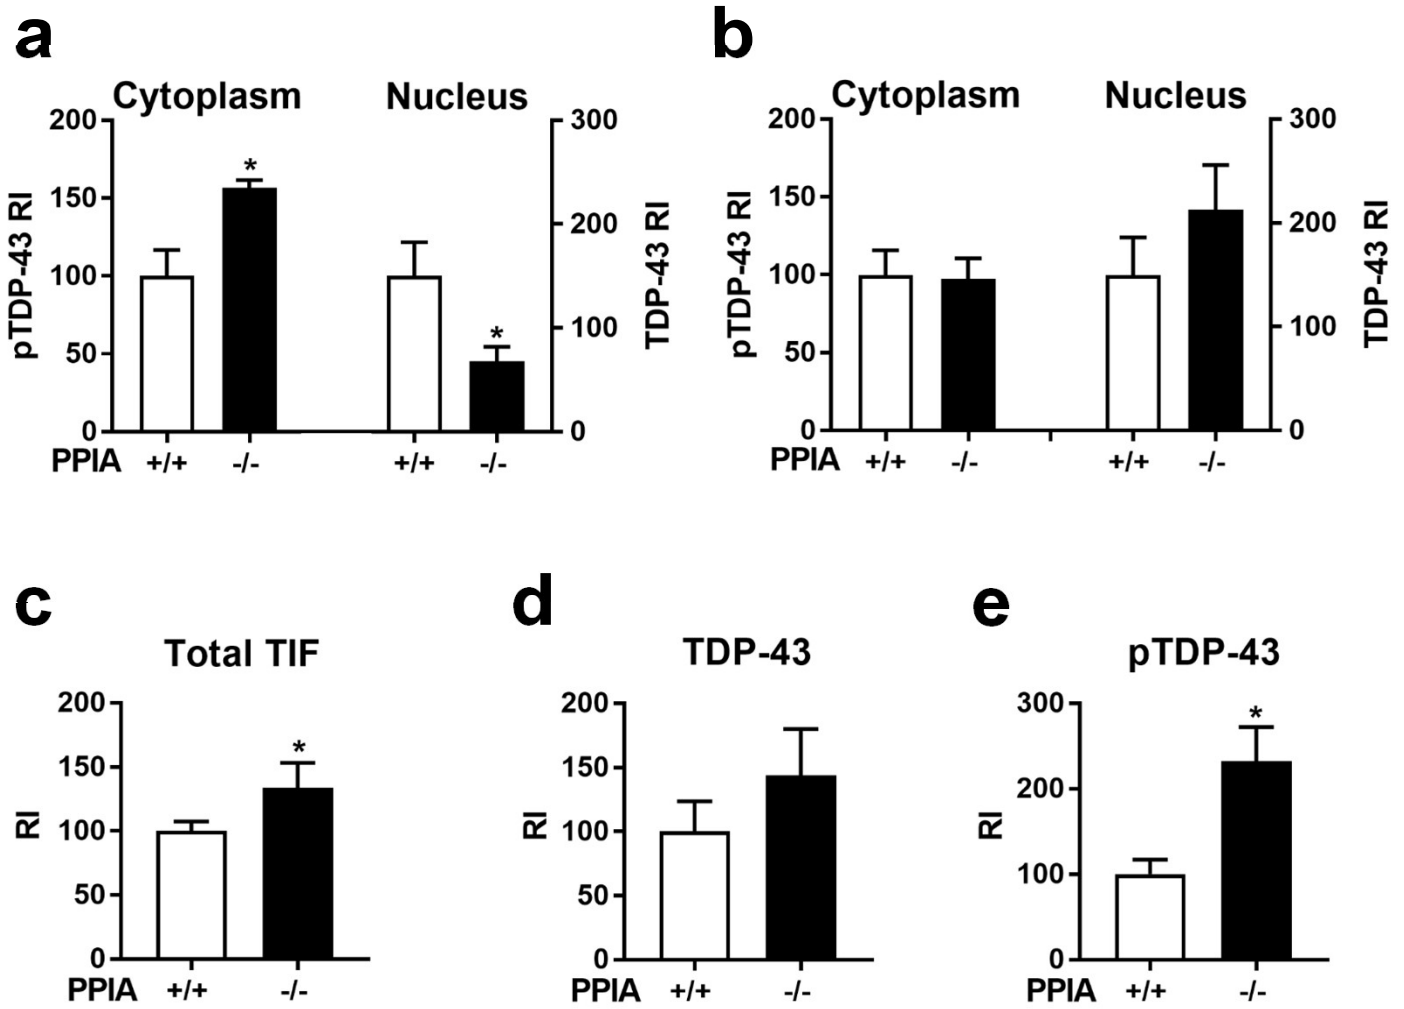 a
Cytoplasm Nucleus
pTDP-43 RI
200
150
100
50
0
300
200
100
0
TDP-43 RI
PPIA +/+ -/- +/+ -/-
b
Cytoplasm Nucleus
pTDP-43 RI
200
150
100
50
0
300
200
100
0
TDP-43 RI
PPIA +/+ -/- +/+ -/-
* 
*
c
Total TIF
RI
200
150
100
50
0
*
PPIA +/+ -/-
d
TDP-43
RI
200
150
100
50
0
PPIA +/+ -/-
e
pTDP-43
RI
300
200
100
0
*
PPIA +/+ -/-